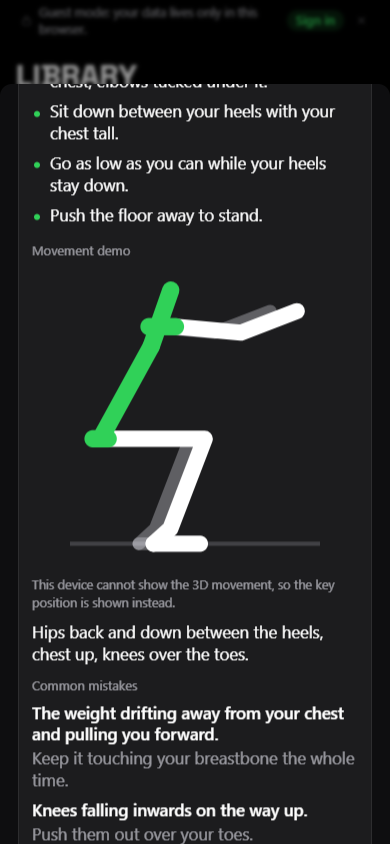 Guest mode: your data lives only in this
browser.
Sign in
LIBRARY
chest, elbows tucked under it.
Sit down between your heels with your
chest tall.
Go as low as you can while your heels
stay down.
Push the floor away to stand.
Movement demo
This device cannot show the 3D movement, so the key
position is shown instead.
Hips back and down between the heels,
chest up, knees over the toes.
Common mistakes
The weight drifting away from your chest
and pulling you forward.
Keep it touching your breastbone the whole
time.
Knees falling inwards on the way up.
Push them out over your toes.